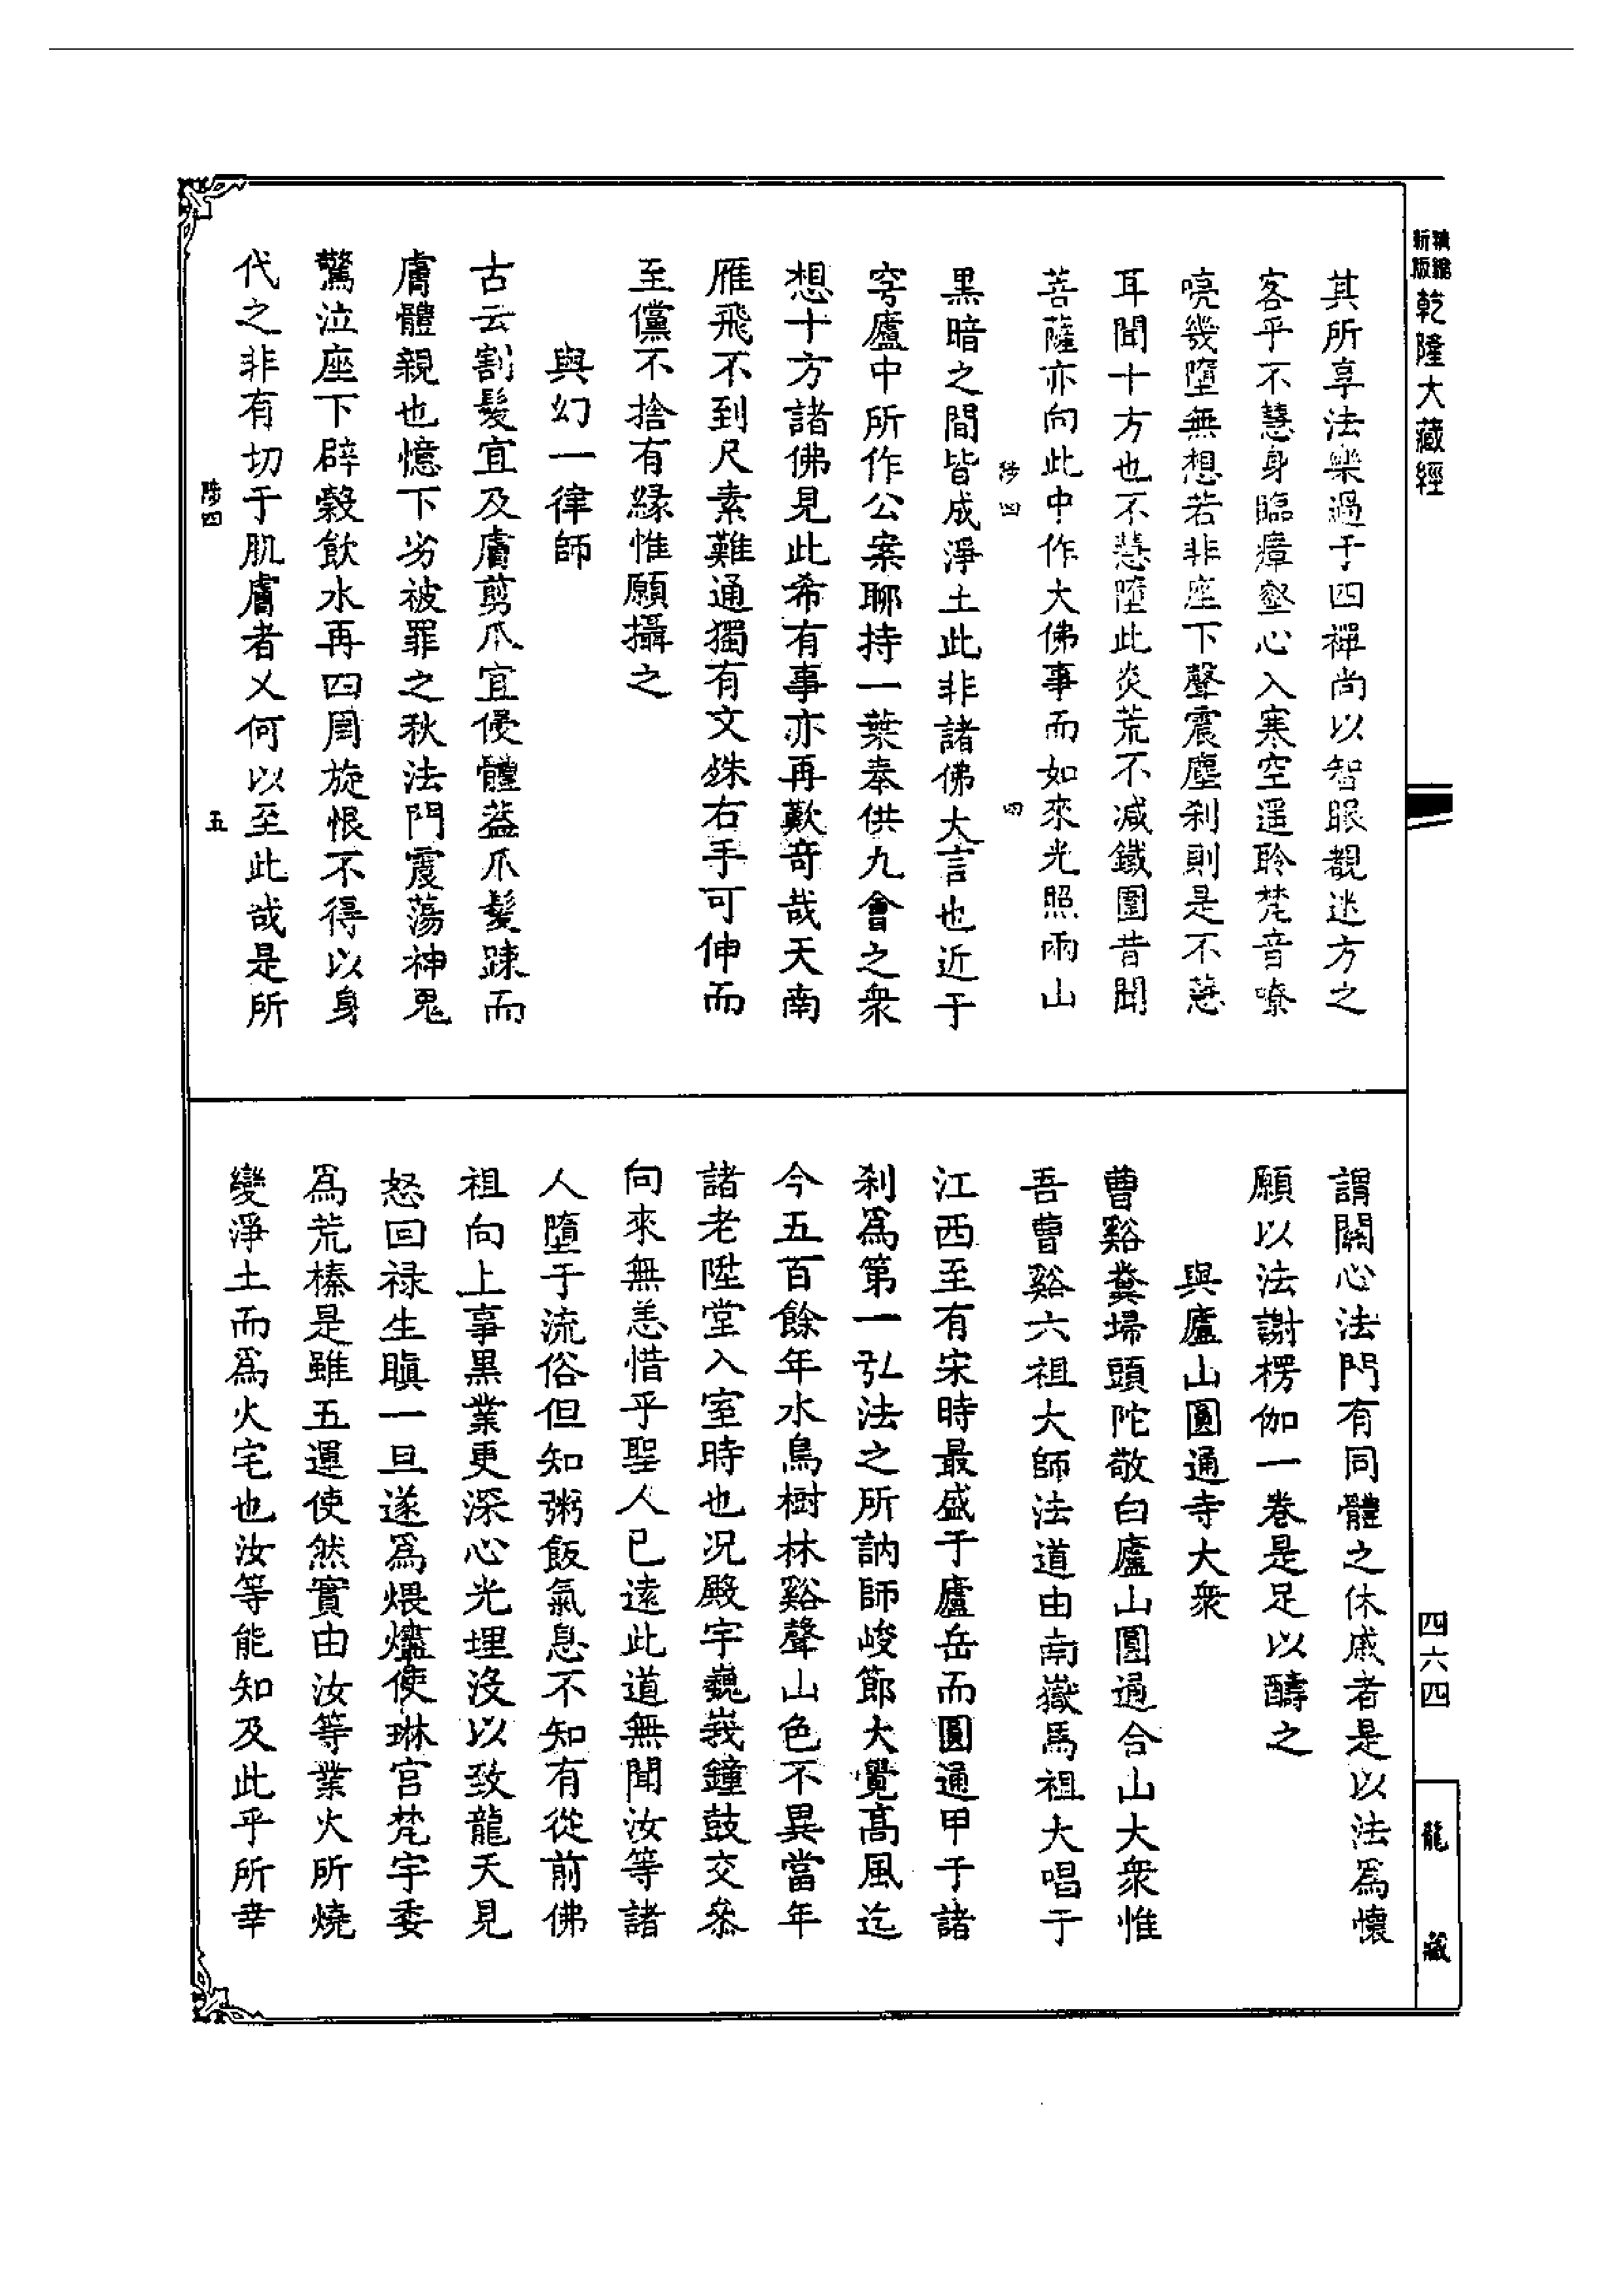 新版精縮
乾隆大藏經
其所享法樂過于四禪尚以智眼覩迷方之
客乎不慧身臨瘴壑心入寒空遥聆梵音嘹
亮幾墮無想若非座下聲震塵刹則是不慧
耳聞十方也不慧墮此炎荒不減鐵圍昔聞
菩薩亦向此中作大佛事而如來光照雨山
陟四 四
黒暗之間皆成淨土此非諸佛大言也近于
穹廬中所作公案聊持一葉奉供九會之衆
想十方諸佛見此希有事亦再歎竒哉天南
雁飛不到尺素難通獨有文殊右手可伸而
至儻不捨有緣惟願攝之
與幻一律師
古云割髮宜及膚剪爪宜侵體葢爪髮踈而
膚體親也憶下劣被罪之秋法門震蕩神鬼
驚泣座下辟穀飲水再四周旋恨不得以身
代之非有切于肌膚者乂何以至此哉是所
陟四 五
謂關心法門有同體之休戚者是以法爲懷
願以法謝楞伽一卷是足以醻之
與廬山圓通寺大衆
曹谿糞埽頭陀敬白廬山圓通合山大衆惟
吾曹谿六祖大師法道由南嶽馬祖大唱于
江西至有宋時最盛于廬岳而圓通甲于諸
刹爲第一弘法之所訥師峻節大覺高風迄
今五百餘年水鳥樹林谿聲山色不異當年
諸老陞堂入室時也況殿宇巍峩鐘鼓交叅
向來無恙惜乎聖人已遠此道無聞汝等諸
人墮于流俗但知粥飯氣息不知有從前佛
祖向上事黒業更深心光埋沒以致龍天見
怒回祿生瞋一旦遂爲煨燼使琳宮梵宇委
爲荒榛是雖五運使然實由汝等業火所燒
變淨土而爲火宅也汝等能知及此乎所幸
四六四
龍藏